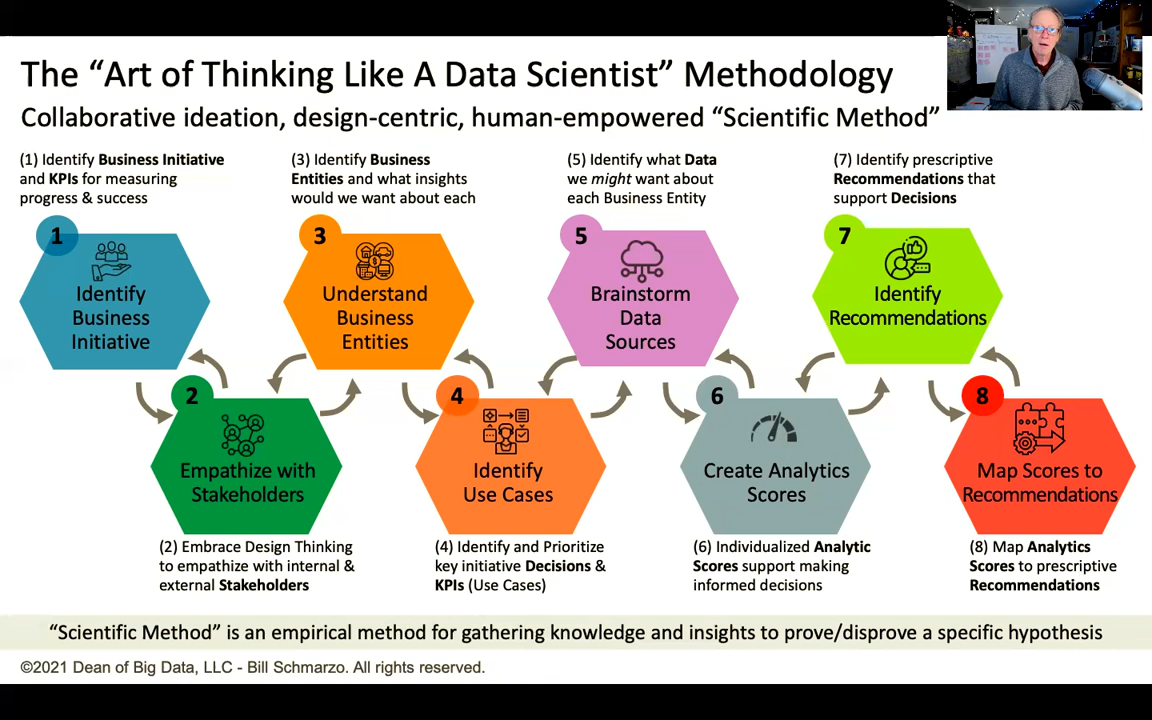 The “Art of Thinking Like A Data Scientist” Methodology
Collaborative ideation, design-centric, human-empowered “Scientific Method”
(1) Identify Business Initiative
and KPIs for measuring
progress & success
(3) Identify Business
Entities and what insights
would we want about each
(5) Identify what Data
we might want about
each Business Entity
(7) Identify prescriptive
Recommendations that
support Decisions
1
Identify
Business
Initiative
3
Understand
Business
Entities
5
Brainstorm
Data
Sources
7
Identify
Recommendations
2
Empathize with
Stakeholders
4
Identify
Use Cases
6
Create Analytics
Scores
8
Map Scores to
Recommendations
(2) Embrace Design Thinking
to empathize with internal &
external Stakeholders
(4) Identify and Prioritize
key initiative Decisions &
KPIs (Use Cases)
(6) Individualized Analytic
Scores support making
informed decisions
(8) Map Analytics
Scores to prescriptive
Recommendations
“Scientific Method” is an empirical method for gathering knowledge and insights to prove/disprove a specific hypothesis
©2021 Dean of Big Data, LLC - Bill Schmarzo. All rights reserved.